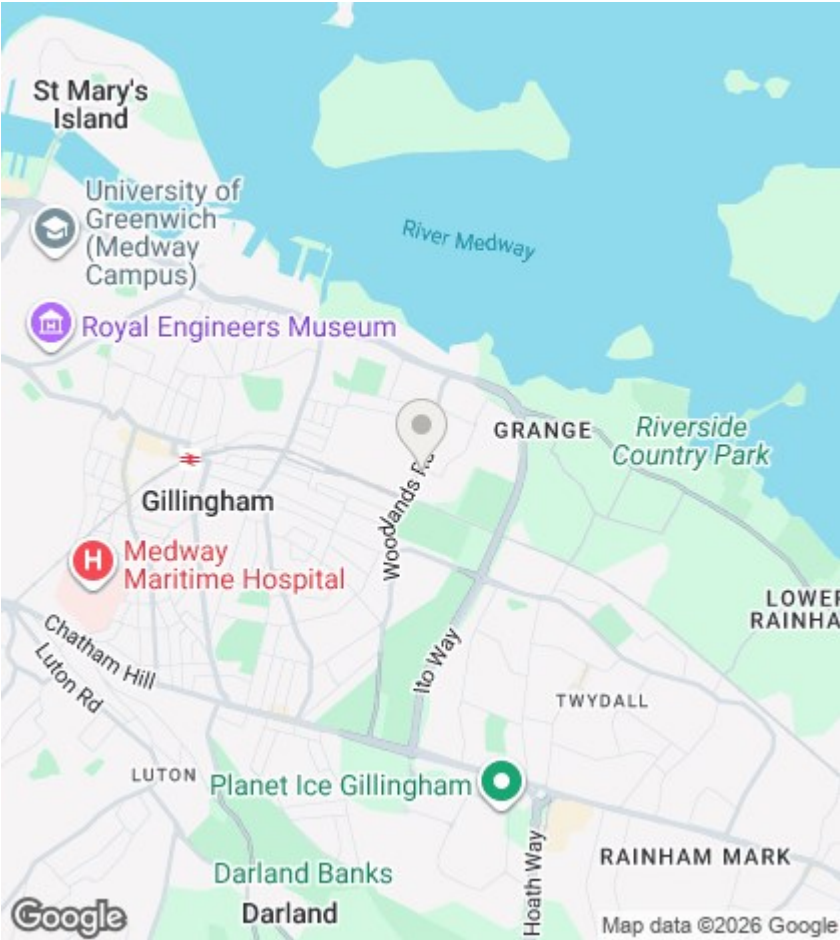 St Mary's
Island
University of
Greenwich
(Medway
Campus)
River Medway
Royal Engineers Museum
GRANGE
Riverside
Country Park
Woodlands Rd
Gillingham
H
Medway
Maritime Hospital
LOWER
RAINHA
Chatham Hill
Luton Rd
Ito Way
TWYDALL
LUTON
Planet Ice Gillingham
Hoath Way
RAINHAM MARK
Darland Banks
Darland
Google
Map data ©2026 Google